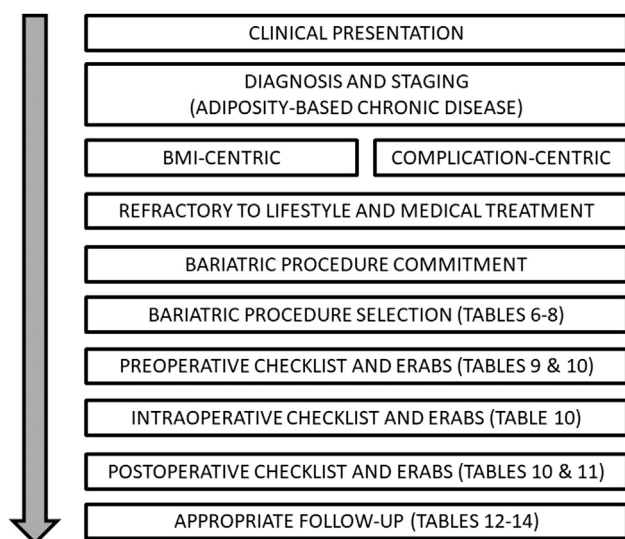 CLINICAL PRESENTATION
DIAGNOSIS AND STAGING
(ADIPOSITY-BASED CHRONIC DISEASE)
BMI-CENTRIC
COMPLICATION-CENTRIC
REFRACTORY TO LIFESTYLE AND MEDICAL TREATMENT
BARIATRIC PROCEDURE COMMITMENT
BARIATRIC PROCEDURE SELECTION (TABLES 6-8)
PREOPERATIVE CHECKLIST AND ERABS (TABLES 9 & 10)
INTRAOPERATIVE CHECKLIST AND ERABS (TABLE 10)
POSTOPERATIVE CHECKLIST AND ERABS (TABLES 10 & 11)
APPROPRIATE FOLLOW-UP (TABLES 12-14)